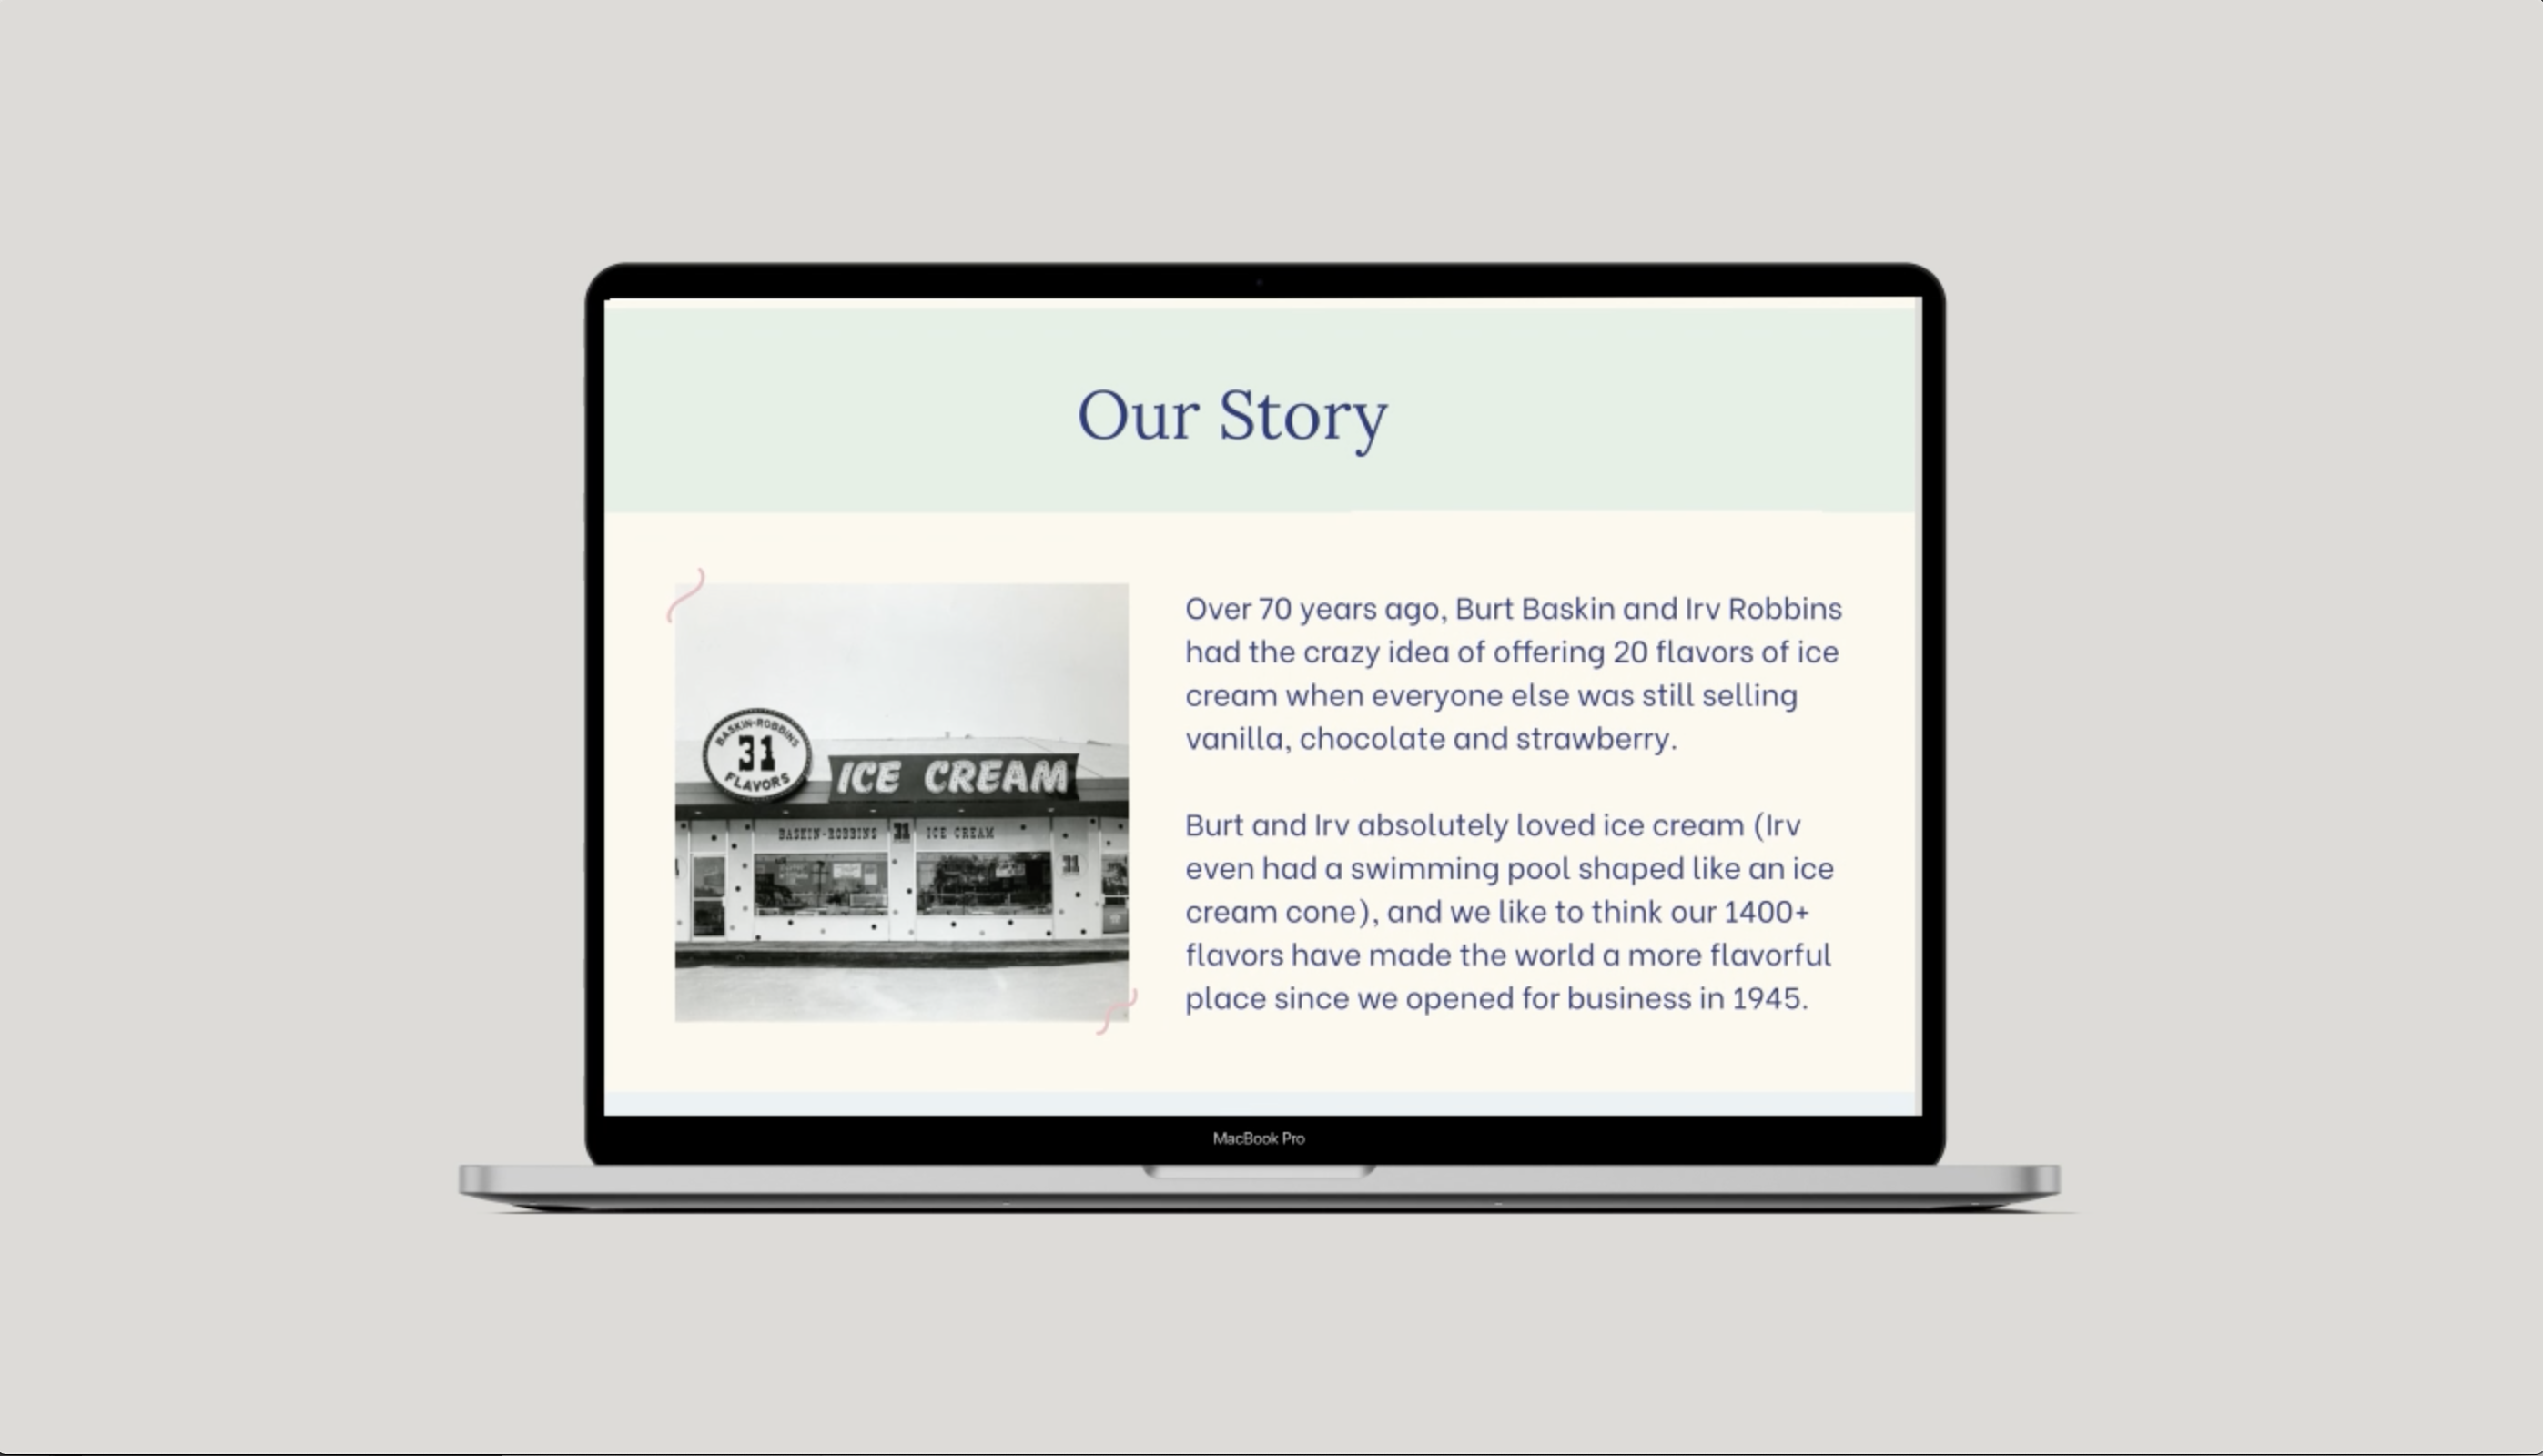 Our Story
BASKIN-ROBBINS
31
FLAVORS
ICE CREAM
BASKIN-ROBBINS 31 ICE CREAM
31
Over 70 years ago, Burt Baskin and Irv Robbins
had the crazy idea of offering 20 flavors of ice
cream when everyone else was still selling
vanilla, chocolate and strawberry.
Burt and Irv absolutely loved ice cream (Irv
even had a swimming pool shaped like an ice
cream cone), and we like to think our 1400+
flavors have made the world a more flavorful
place since we opened for business in 1945.
MacBook Pro